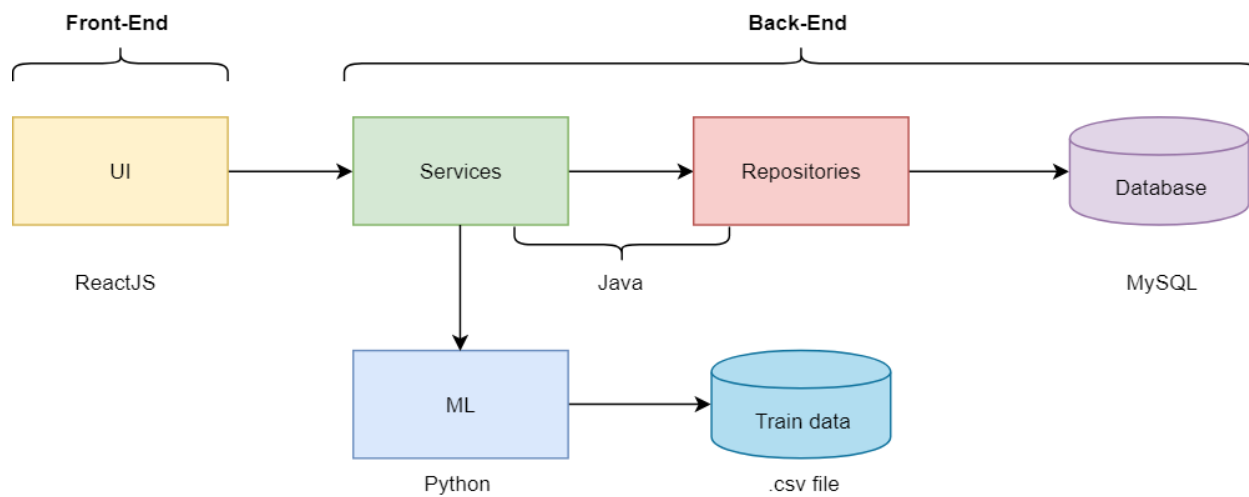 Front-End
Back-End
UI
Services
Repositories
Database
ReactJS
Java
MySQL
ML
Train data
Python
.csv file